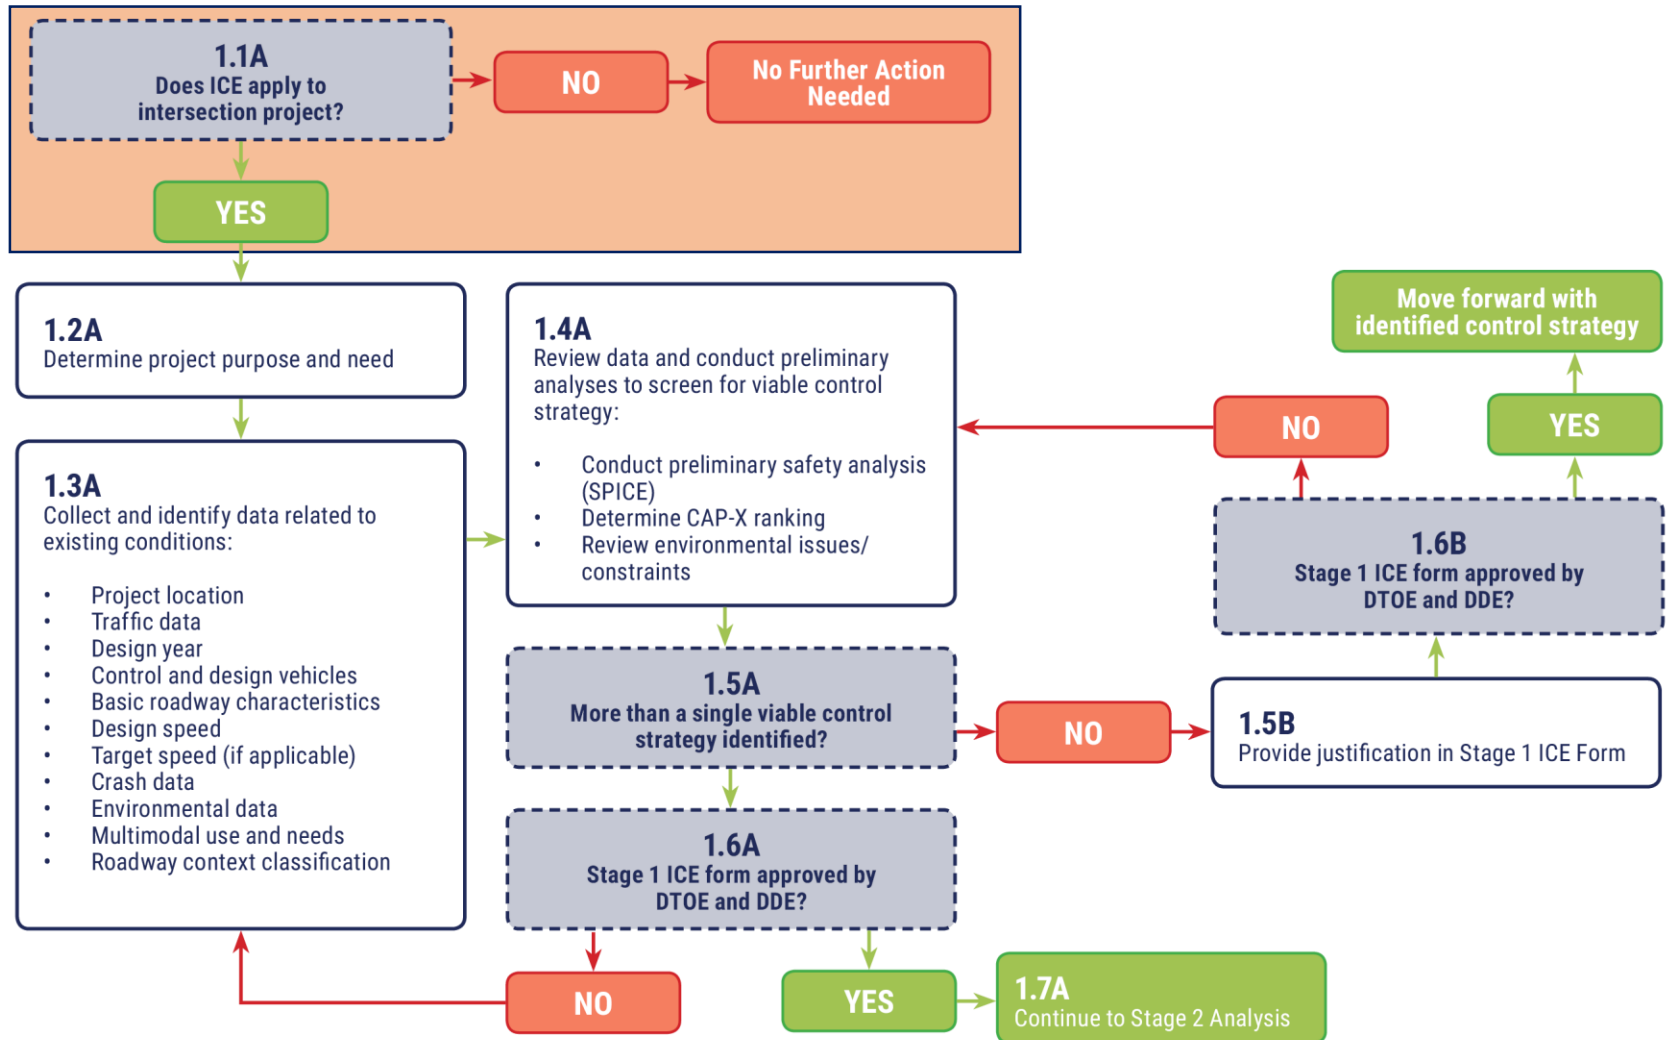 1.1A
Does ICE apply to
intersection project?
NO
No Further Action
Needed
YES
1.2A
Determine project purpose and need
1.3A
Collect and identify data related to
existing conditions:
• Project location
• Traffic data
• Design year
• Control and design vehicles
• Basic roadway characteristics
• Design speed
• Target speed (if applicable)
• Crash data
• Environmental data
• Multimodal use and needs
• Roadway context classification
1.4A
Review data and conduct preliminary
analyses to screen for viable control
strategy:
• Conduct preliminary safety analysis
(SPICE)
• Determine CAP-X ranking
• Review environmental issues/
constraints
1.5A
More than a single viable control
strategy identified?
NO
1.5B
Provide justification in Stage 1 ICE Form
1.6B
Stage 1 ICE form approved by
DTOE and DDE?
NO
YES
Move forward with
identified control strategy
1.6A
Stage 1 ICE form approved by
DTOE and DDE?
NO
YES
1.7A
Continue to Stage 2 Analysis